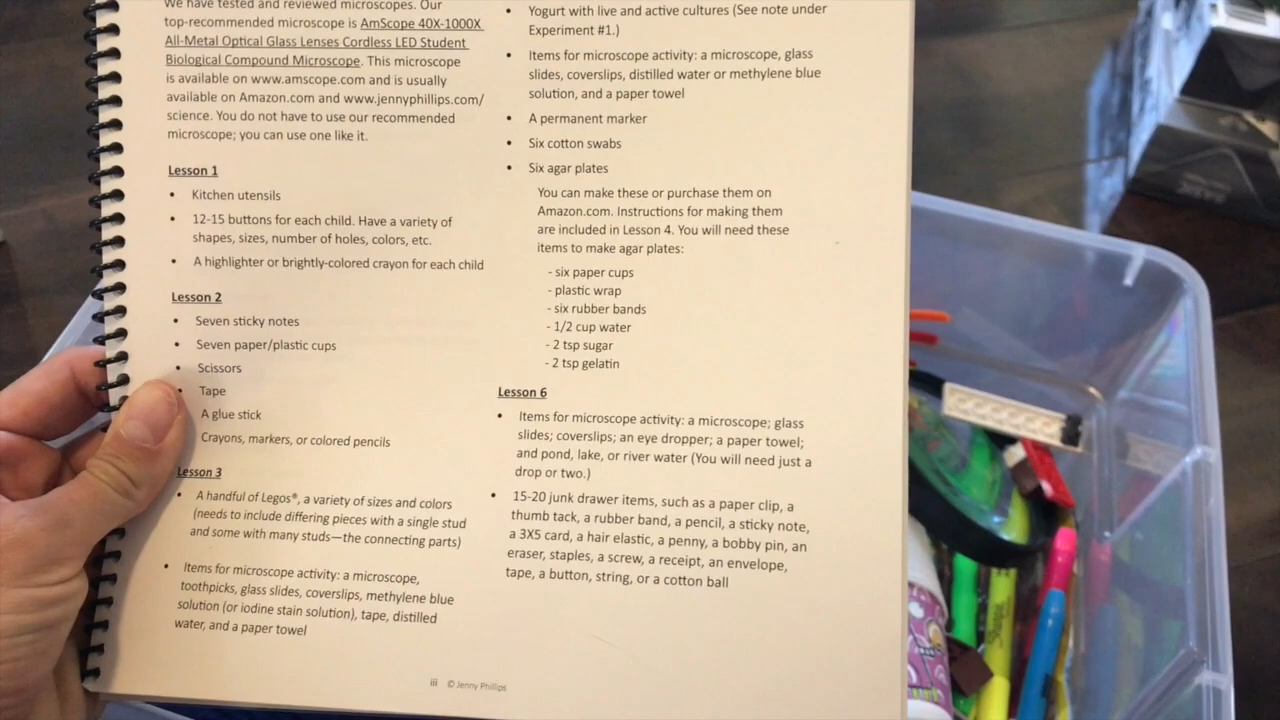 We have tested and reviewed microscopes. Our
top-recommended microscope is AmScope 40X-1000X
All-Metal Optical Glass Lenses Cordless LED Student
Biological Compound Microscope. This microscope
is available on www.amscope.com and is usually
available on Amazon.com and www.jennyphillips.com/
science. You do not have to use our recommended
microscope; you can use one like it.
Lesson 1
• Kitchen utensils
• 12-15 buttons for each child. Have a variety of
shapes, sizes, number of holes, colors, etc.
• A highlighter or brightly-colored crayon for each child
Lesson 2
• Seven sticky notes
• Seven paper/plastic cups
• Scissors
• Tape
A glue stick
Crayons, markers, or colored pencils
Lesson 3
• A handful of Legos®, a variety of sizes and colors
(needs to include differing pieces with a single stud
and some with many studs—the connecting parts)
• Items for microscope activity: a microscope,
toothpicks, glass slides, coverslips, methylene blue
solution (or iodine stain solution), tape, distilled
water, and a paper towel
• Yogurt with live and active cultures (See note under
Experiment #1.)
• Items for microscope activity: a microscope, glass
slides, coverslips, distilled water or methylene blue
solution, and a paper towel
• A permanent marker
• Six cotton swabs
• Six agar plates
You can make these or purchase them on
Amazon.com. Instructions for making them
are included in Lesson 4. You will need these
items to make agar plates:
- six paper cups
- plastic wrap
- six rubber bands
- 1/2 cup water
- 2 tsp sugar
- 2 tsp gelatin
Lesson 6
• Items for microscope activity: a microscope; glass
slides; coverslips; an eye dropper; a paper towel;
and pond, lake, or river water (You will need just a
drop or two.)
• 15-20 junk drawer items, such as a paper clip, a
thumb tack, a rubber band, a pencil, a sticky note,
a 3X5 card, a hair elastic, a penny, a bobby pin, an
eraser, staples, a screw, a receipt, an envelope,
tape, a button, string, or a cotton ball
iii © Jenny Phillips
Sharpie